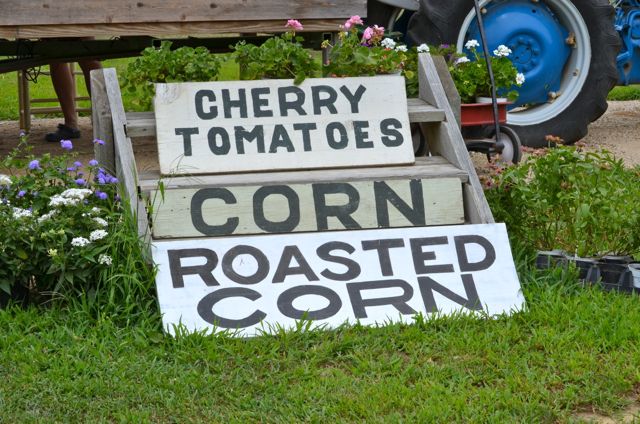 CHERRY
TOMATOES
CORN
ROASTED
CORN